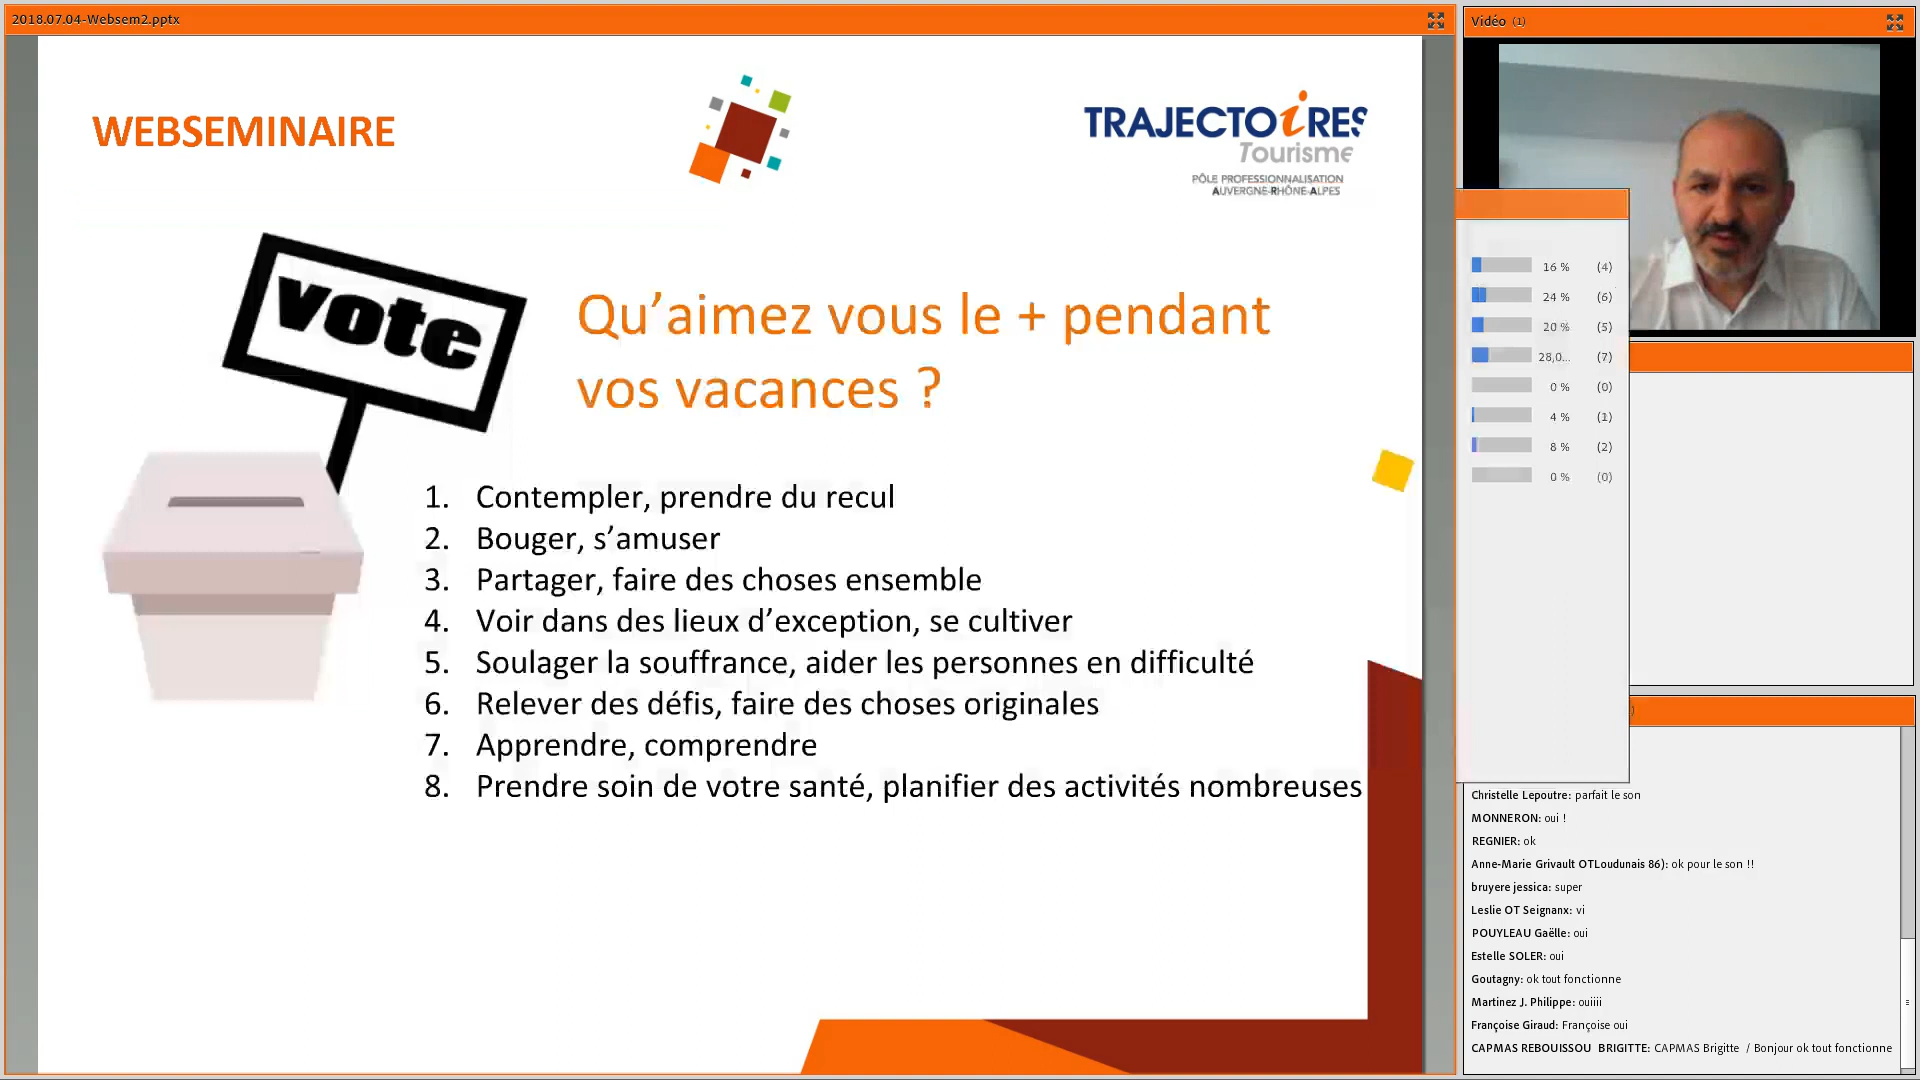 2018.07.04-Websem2.pptx
WEBSEMINAIRE
TRAJECTOiRES
Tourisme
PÔLE PROFESSIONNALISATION
AUVERGNE-RHÔNE-ALPES
vote
Qu’aimez vous le + pendant
vos vacances ?
1. Contempler, prendre du recul
2. Bouger, s’amuser
3. Partager, faire des choses ensemble
4. Voir dans des lieux d’exception, se cultiver
5. Soulager la souffrance, aider les personnes en difficulté
6. Relever des défis, faire des choses originales
7. Apprendre, comprendre
8. Prendre soin de votre santé, planifier des activités nombreuses
Vidéo (1)
16 % (4)
24 % (6)
20 % (5)
28,0... (7)
0 % (0)
4 % (1)
8 % (2)
0 % (0)
Christelle Lepoutre: parfait le son
MONNERON: oui !
REGNIER: ok
Anne-Marie Grivault OTLoudunais 86): ok pour le son !!
bruyere jessica: super
Leslie OT Seignanx: vi
POUYLEAU Gaëlle: oui
Estelle SOLER: oui
Goutagny: ok tout fonctionne
Martinez J. Philippe: ouiiii
Françoise Giraud: Françoise oui
CAPMAS REBOUISSOU BRIGITTE: CAPMAS Brigitte / Bonjour ok tout fonctionne